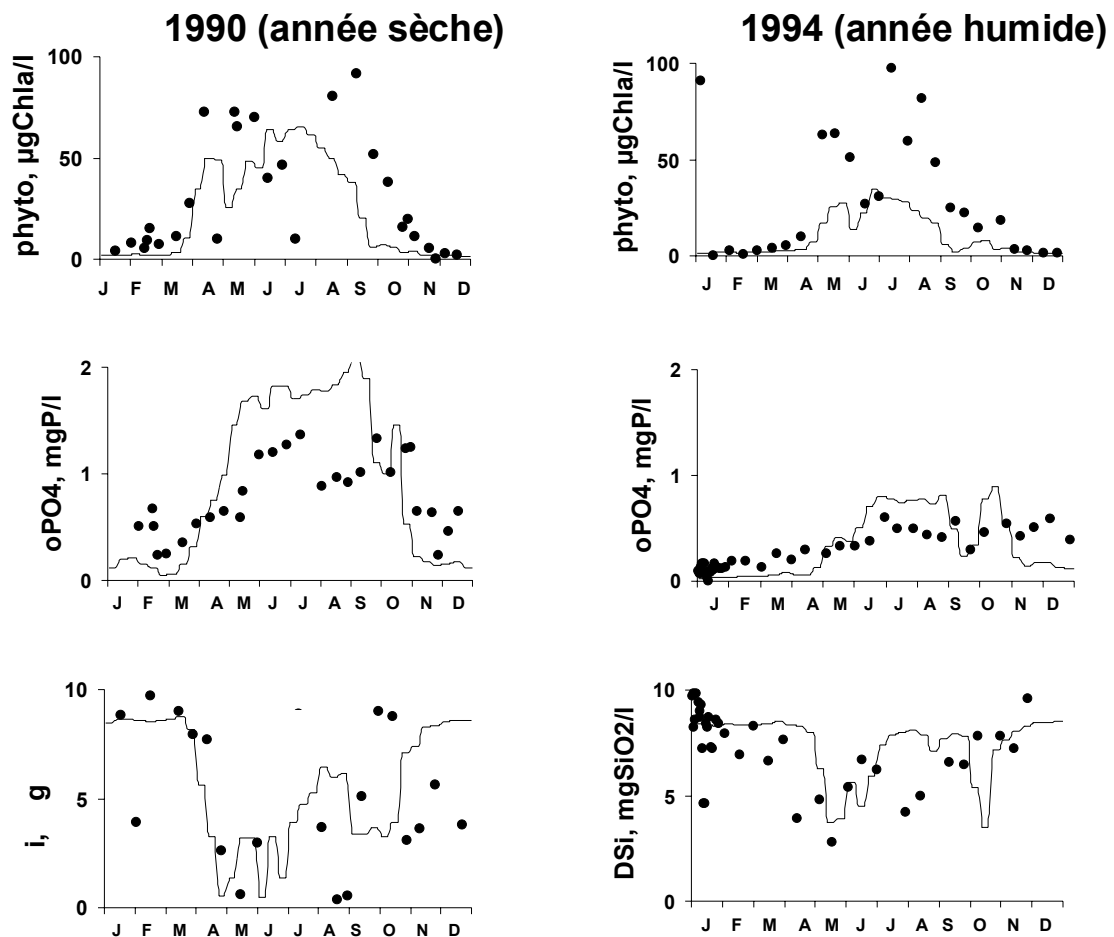 1990 (année sèche)
1994 (année humide)
phyto, µgChla/l
100
50
0
J F M A M J J A S O N D
phyto, µgChla/l
100
50
0
J F M A M J J A S O N D
oPO4, mgP/l
2
1
0
J F M A M J J A S O N D
oPO4, mgP/l
2
1
0
J F M A M J J A S O N D
i, g
10
5
0
J F M A M J J A S O N D
DSi, mgSiO2/l
10
5
0
J F M A M J J A S O N D